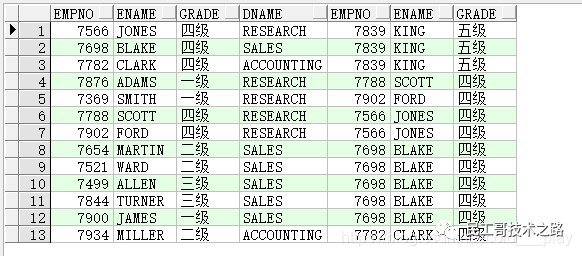 EMPNO ENAME GRADE DNAME EMPNO ENAME GRADE
1 7566 JONES 四级 RESEARCH 7839 KING 五级
2 7698 BLAKE 四级 SALES 7839 KING 五级
3 7782 CLARK 四级 ACCOUNTING 7839 KING 五级
4 7876 ADAMS 一级 RESEARCH 7788 SCOTT 四级
5 7369 SMITH 一级 RESEARCH 7902 FORD 四级
6 7788 SCOTT 四级 RESEARCH 7566 JONES 四级
7 7902 FORD 四级 RESEARCH 7566 JONES 四级
8 7654 MARTIN 二级 SALES 7698 BLAKE 四级
9 7521 WARD 二级 SALES 7698 BLAKE 四级
10 7499 ALLEN 三级 SALES 7698 BLAKE 四级
11 7844 TURNER 三级 SALES 7698 BLAKE 四级
12 7900 JAMES 一级 SALES 7698 BLAKE 四级
13 7934 MILLER 二级 ACCOUNTING 7782 CLARK 四级
民工哥技术之路